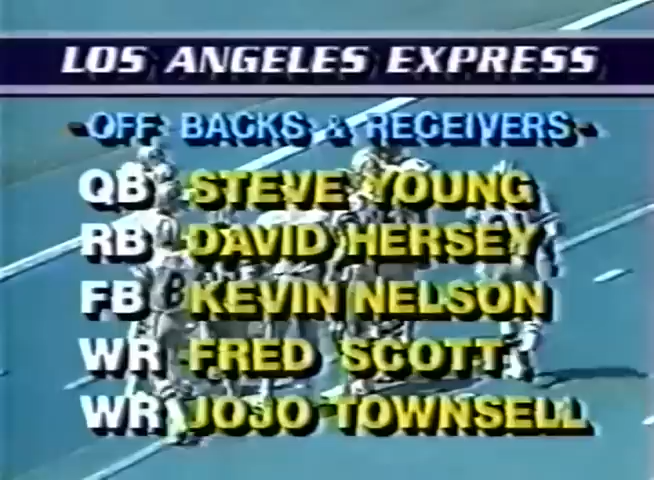 LOS ANGELES EXPRESS
-OFF BACKS & RECEIVERS-
QB STEVE YOUNG
RB DAVID HERSEY
FB KEVIN NELSON
WR FRED SCOTT
WR JOJO TOWNSELL